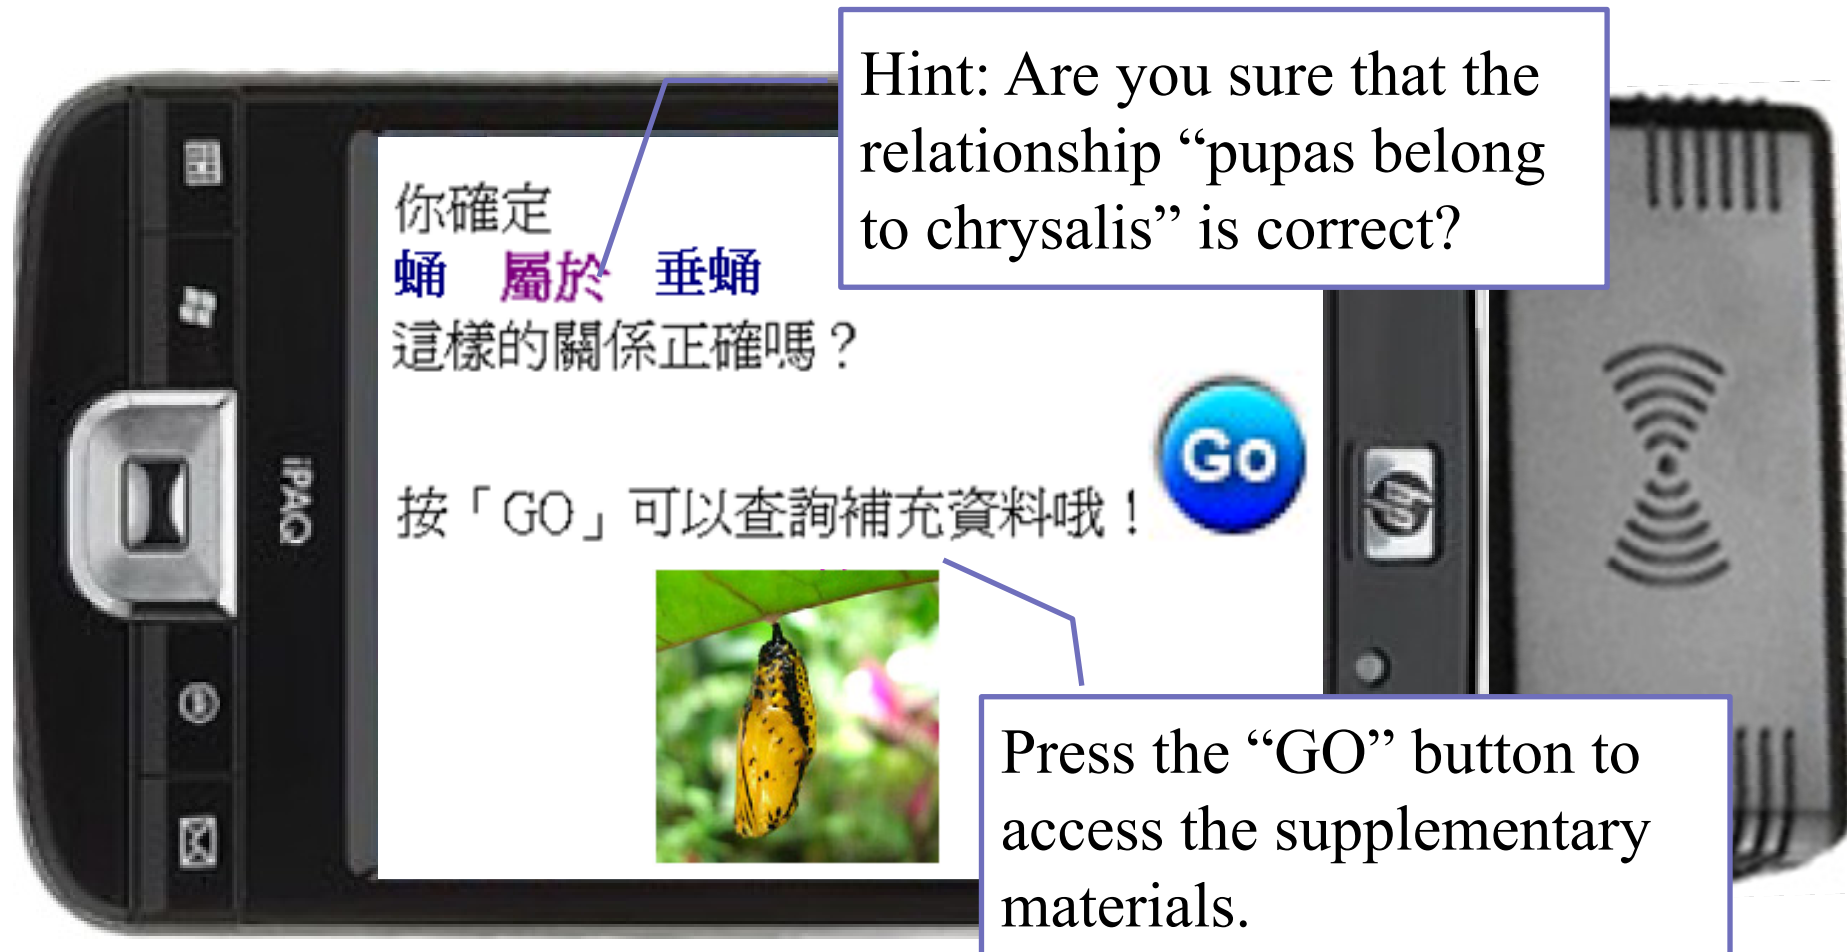 Hint: Are you sure that the
relationship “pupas belong
to chrysalis” is correct?
你確定
蛹 屬於 垂蛹
這樣的關係正確嗎？
Go
按「GO」可以查詢補充資料哦！
iPAQ
hp
Press the “GO” button to
access the supplementary
materials.